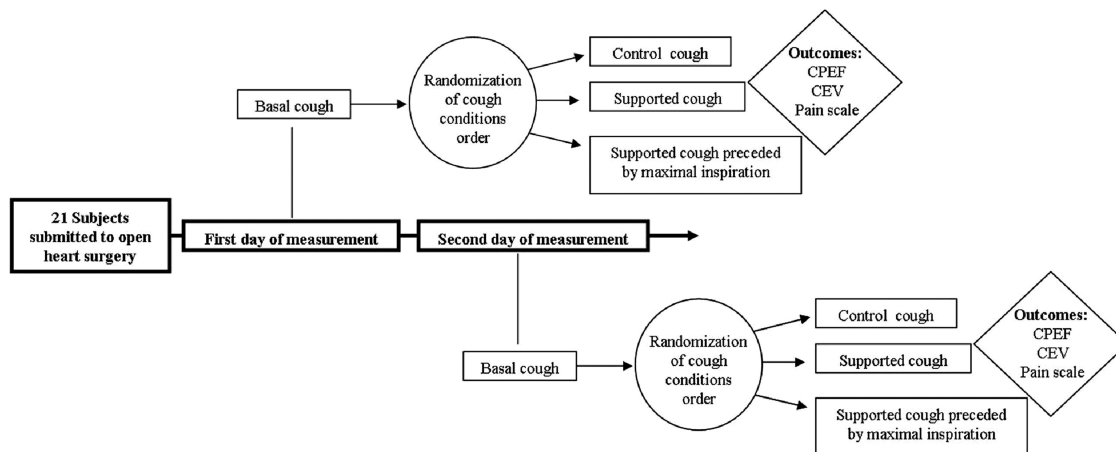 Control  cough
Outcomes:
CPEF
CEV
Pain scale
Randomization
of cough
conditions
order
Basal cough
Supported cough
Supported cough preceded
by maximal inspiration
21 Subjects
submitted to open
heart surgery
First day of measurement
Second day of measurement
Control  cough
Outcomes:
CPEF
CEV
Pain scale
Randomization
of cough
conditions
order
Basal cough
Supported cough
Supported cough preceded
by maximal inspiration